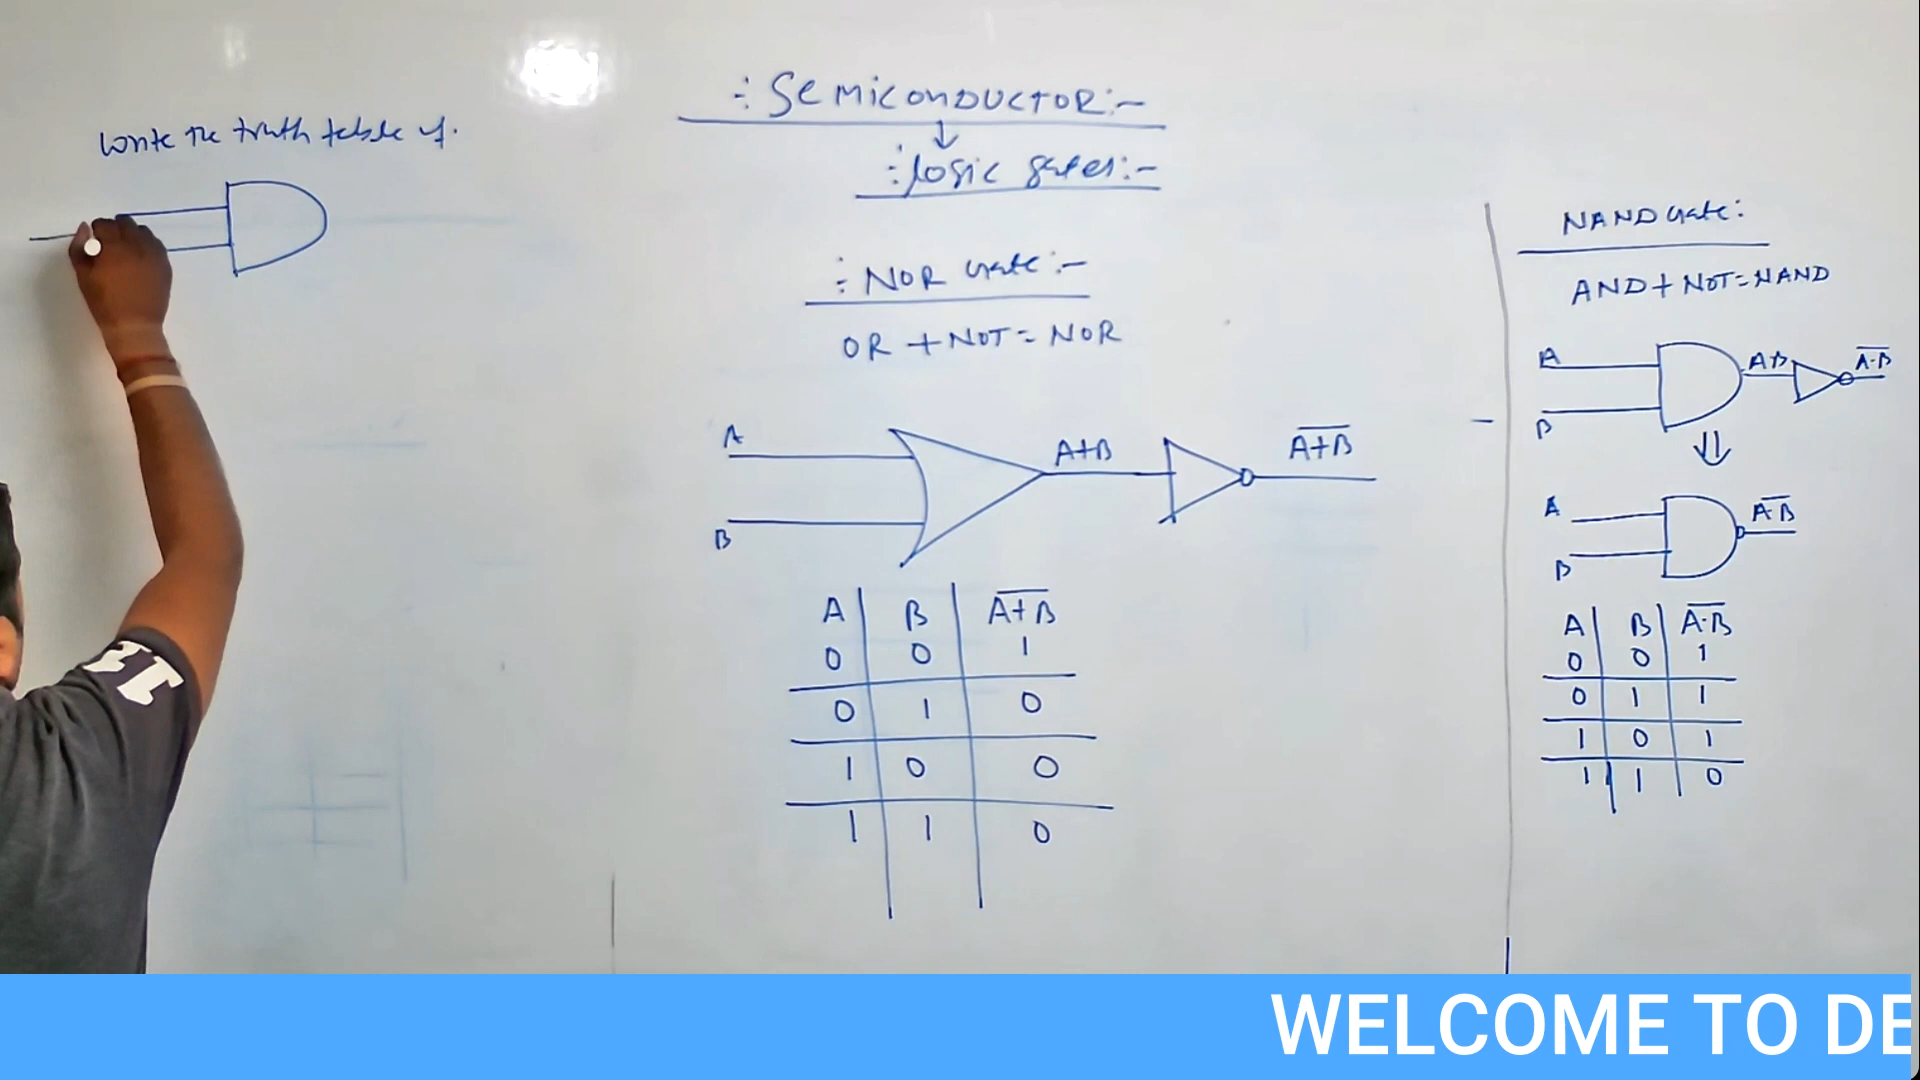 Write the truth table of.
:- SEMICONDUCTOR:-
↓
:- Logic gates:-
:- NOR Gate:-
OR + NOT = NOR
A
A+B
A̅+̅B̅
B
A B A̅+̅B̅
0 0 1
0 1 0
1 0 0
1 1 0
NAND Gate:
AND + NOT = NAND
A
A·B
A̅·̅B̅
B
⇓
A
A̅·̅B̅
B
A B A̅·̅B̅
0 0 1
0 1 1
1 0 1
1 1 0
11
WELCOME TO DE